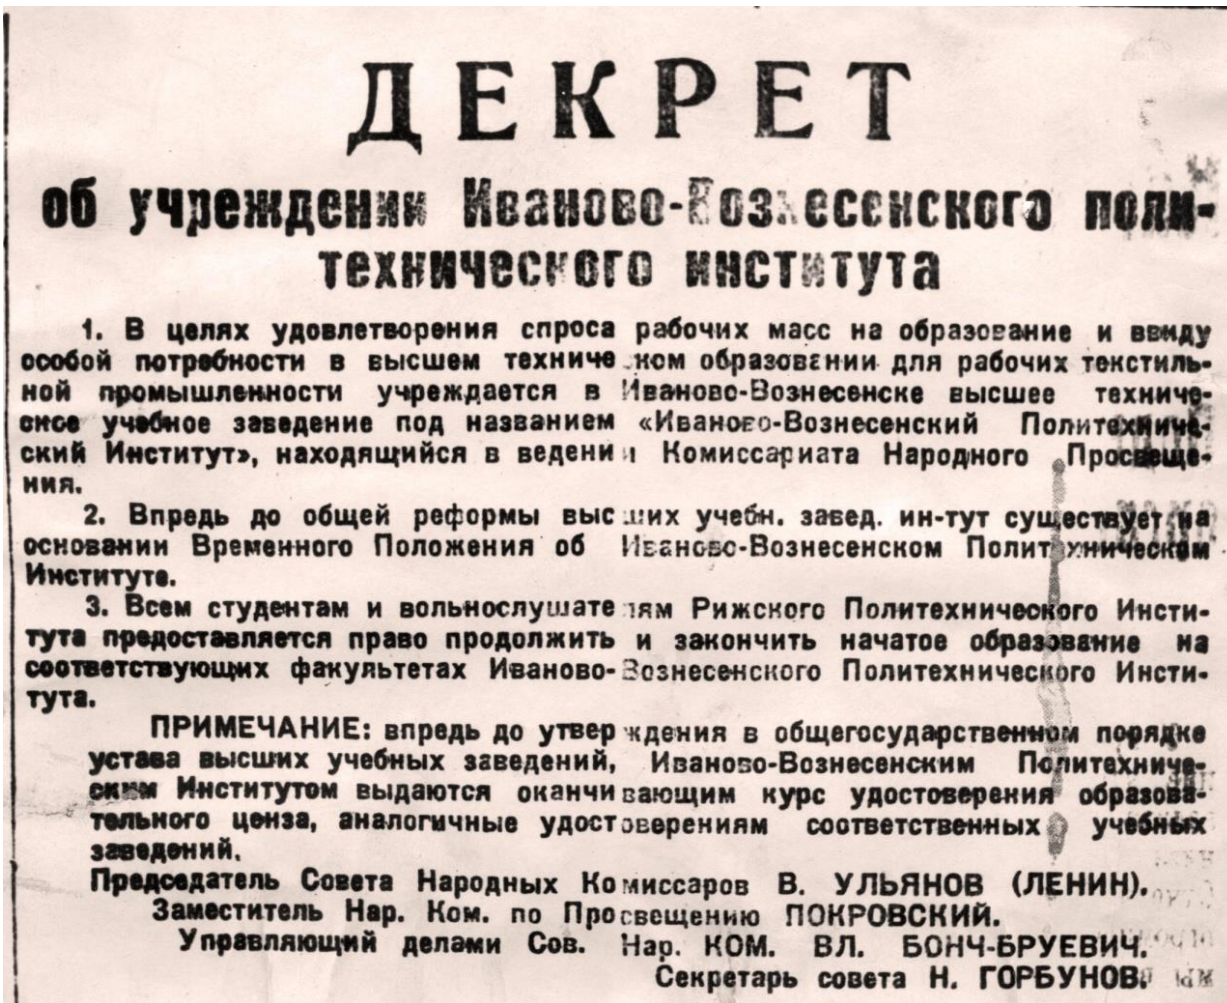 ДЕКРЕТ
об учреждении Иваново-Вознесенского поли-
технического института
1. В целях удовлетворения спроса рабочих масс на образование и ввиду
особой потребности в высшем техническом образовании для рабочих текстиль-
ной промышленности учреждается в Иваново-Вознесенске высшее техниче-
ское учебное заведение под названием «Иваново-Вознесенский Политехниче-
ский Институт», находящийся в ведении Комиссариата Народного Просвеще-
ния.
2. Впредь до общей реформы высших учебн. завед. ин-тут существует на
основании Временного Положения об Иваново-Вознесенском Политехническом
Институте.
3. Всем студентам и вольнослушателям Рижского Политехнического Инсти-
тута предоставляется право продолжить и закончить начатое образование на
соответствующих факультетах Иваново-Вознесенского Политехнического Инсти-
тута.
ПРИМЕЧАНИЕ: впредь до утверждения в общегосударственном порядке
устава высших учебных заведений, Иваново-Вознесенским Политехниче-
ским Институтом выдаются оканчивающим курс удостоверения образова-
тельного ценза, аналогичные удостоверениям соответственных учебных
заведений.
Председатель Совета Народных Комиссаров В. УЛЬЯНОВ (ЛЕНИН).
Заместитель Нар. Ком. по Просвещению ПОКРОВСКИЙ.
Управляющий делами Сов. Нар. КОМ. ВЛ. БОНЧ-БРУЕВИЧ.
Секретарь совета Н. ГОРБУНОВ.